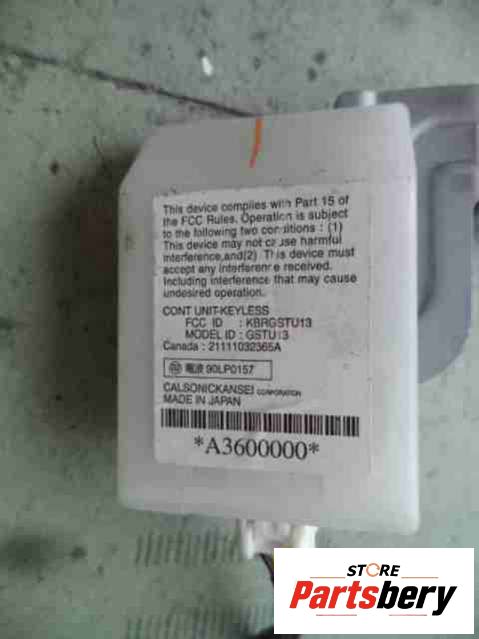 This device complies with Part 15 of
the FCC Rules. Operation is subject
to the following two conditions : (1)
This device may not cause harmful
interference,and(2) This device must
accept any interference received.
Including interference that may cause
undesired operation.
CONT UNIT-KEYLESS
FCC ID : KBRGSTU13
MODEL ID : GSTU13
Canada : 21111032365A
電波 90LP0157
CALSONICKANSEI CORPORATION
MADE IN JAPAN
*A3600000*
STORE
Partsbery